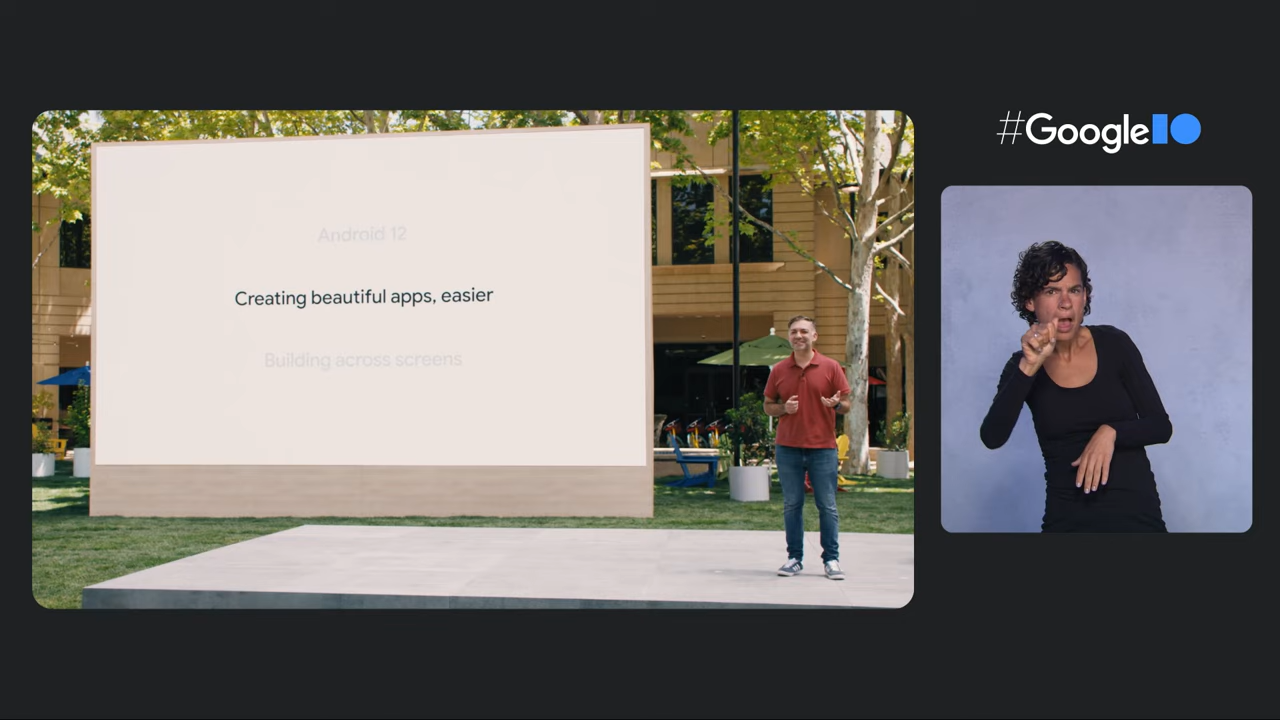 #GoogleIO
Android 12
Creating beautiful apps, easier
Building across screens